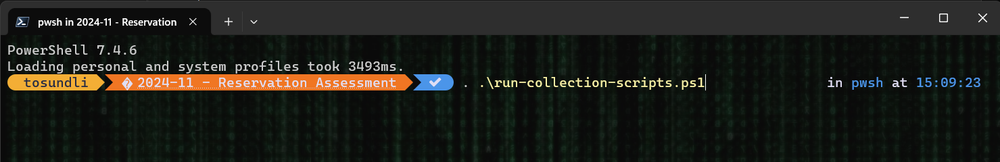 pwsh in 2024-11 - Reservation
PowerShell 7.4.6
Loading personal and system profiles took 3493ms.
tosundli � 2024-11 - Reservation Assessment ✔ . .\run-collection-scripts.ps1 in pwsh at 15:09:23